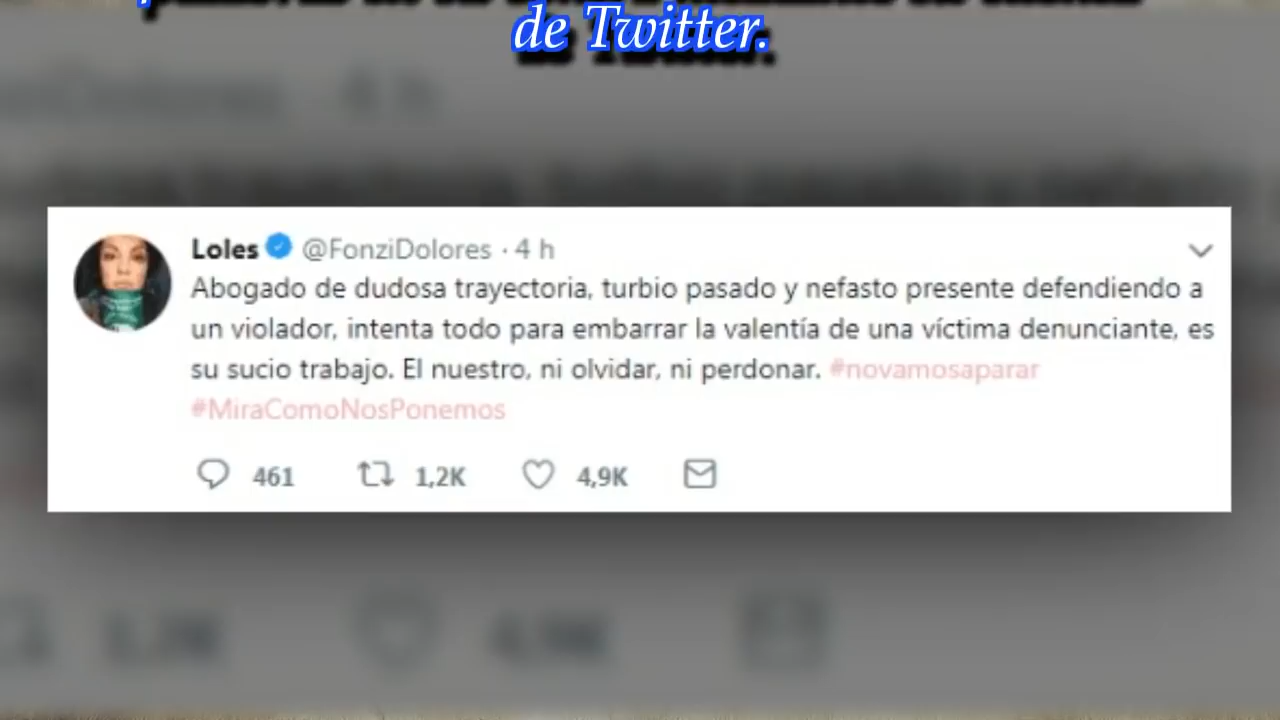 de Twitter.
Loles @FonziDolores · 4 h
Abogado de dudosa trayectoria, turbio pasado y nefasto presente defendiendo a
un violador, intenta todo para embarrar la valentía de una víctima denunciante, es
su sucio trabajo. El nuestro, ni olvidar, ni perdonar. #novamosaparar
#MiraComoNosPonemos
461 1,2K 4,9K